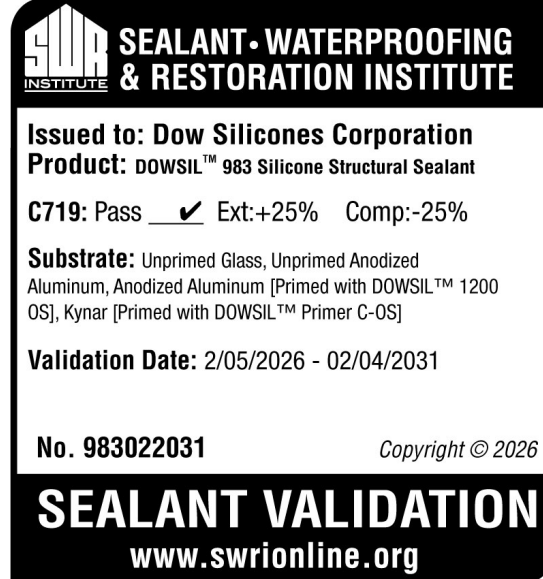 SWR
INSTITUTE
SEALANT • WATERPROOFING
& RESTORATION INSTITUTE
Issued to: Dow Silicones Corporation
Product: DOWSIL™ 983 Silicone Structural Sealant
C719: Pass ✔ Ext:+25% Comp:-25%
Substrate: Unprimed Glass, Unprimed Anodized
Aluminum, Anodized Aluminum [Primed with DOWSIL™ 1200
OS], Kynar [Primed with DOWSIL™ Primer C-OS]
Validation Date: 2/05/2026 - 02/04/2031
No. 983022031
Copyright © 2026
SEALANT VALIDATION
www.swrionline.org